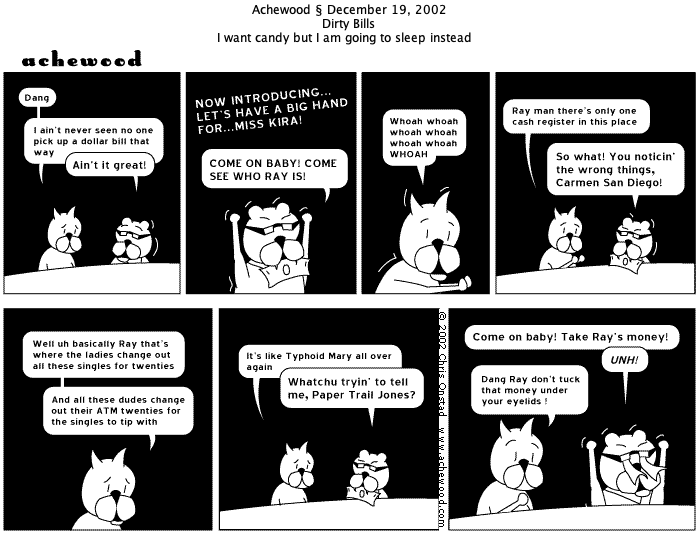 Achewood § December 19, 2002
Dirty Bills
I want candy but I am going to sleep instead
achewood
Dang
I ain't never seen no one
pick up a dollar bill that
way
Ain't it great!
NOW INTRODUCING...
LET'S HAVE A BIG HAND
FOR...MISS KIRA!
COME ON BABY! COME
SEE WHO RAY IS!
Whoah whoah
whoah whoah
whoah whoah
WHOAH
Ray man there's only one
cash register in this place
So what! You noticin'
the wrong things,
Carmen San Diego!
Well uh basically Ray that's
where the ladies change out
all these singles for twenties
And all these dudes change
out their ATM twenties for
the singles to tip with
It's like Typhoid Mary all over
again
Whatchu tryin' to tell
me, Paper Trail Jones?
© 2002 Chris Onstad www.achewood.com
Come on baby! Take Ray's money!
UNH!
Dang Ray don't tuck
that money under
your eyelids !